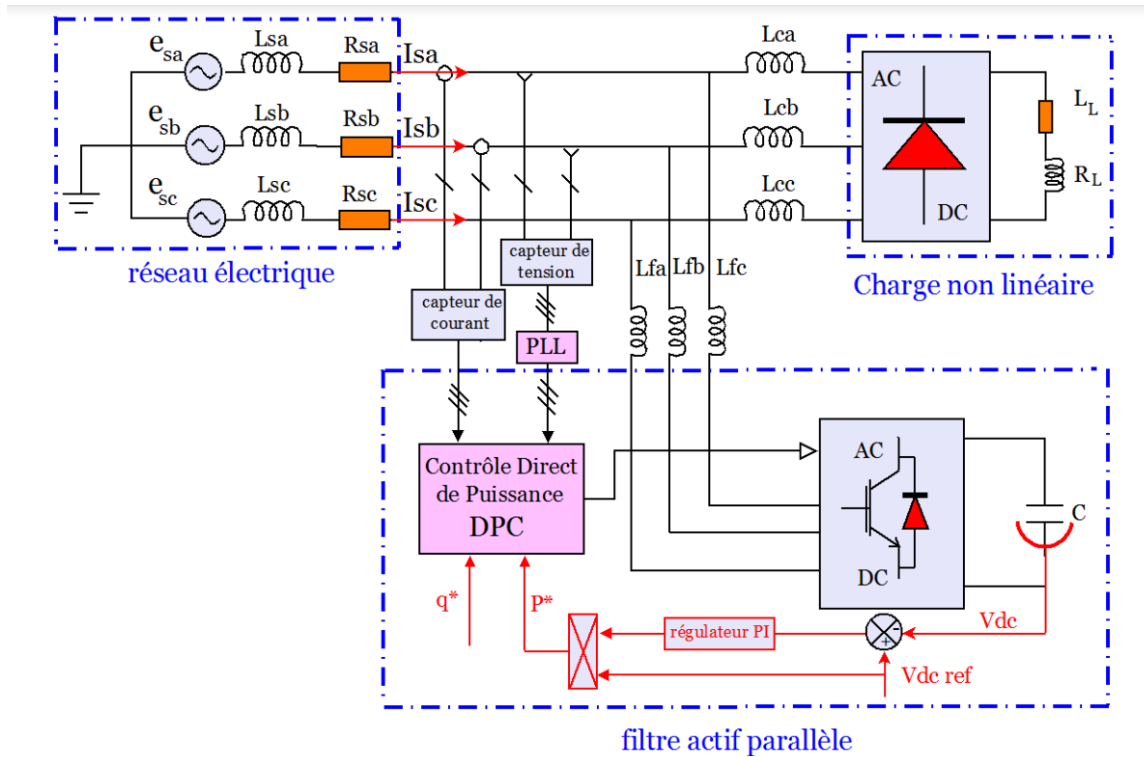 esa
Lsa
Rsa
Isa
Lca
AC
LL
esb
Lsb
Rsb
Isb
Lcb
RL
esc
Lsc
Rsc
Isc
Lcc
DC
réseau électrique
capteur de
tension
capteur de
courant
PLL
Lfa
Lfb
Lfc
Charge non linéaire
Contrôle Direct
de Puissance
DPC
AC
DC
C
q*
P*
régulateur PI
-
+
Vdc
Vdc ref
filtre actif parallèle